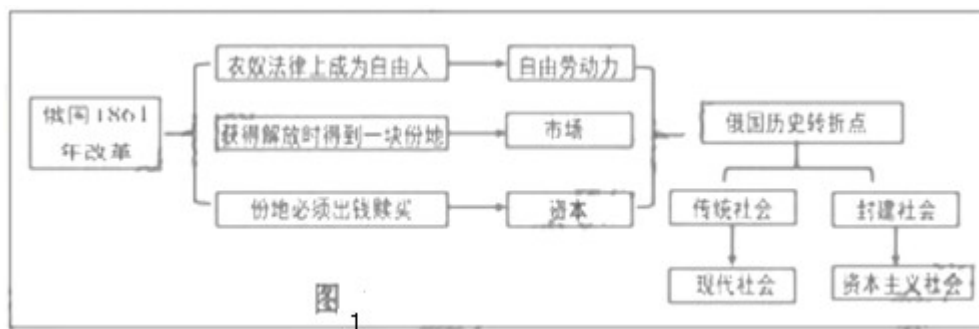 俄国1861
年改革
农奴法律上成为自由人
自由劳动力
获得解放时得到一块份地
市场
份地必须出钱赎买
资本
俄国历史转折点
传统社会
封建社会
现代社会
资本主义社会
图1